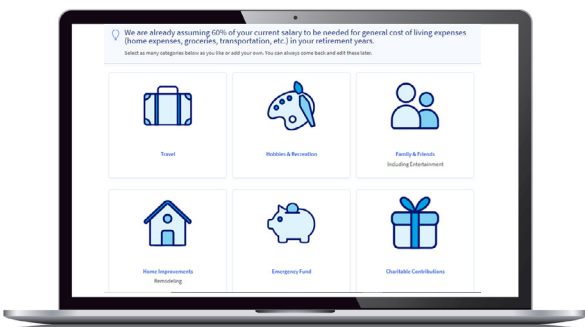 We are already assuming 60% of your current salary to be needed for general cost of living expenses
(home expenses, groceries, transportation, etc.) in your retirement years.
Select as many categories below as you like or add your own. You can always come back and edit these later.
Travel
Hobbies & Recreation
Family & Friends
Including Entertainment
Home Improvements
Remodeling
Emergency Fund
Charitable Contributions